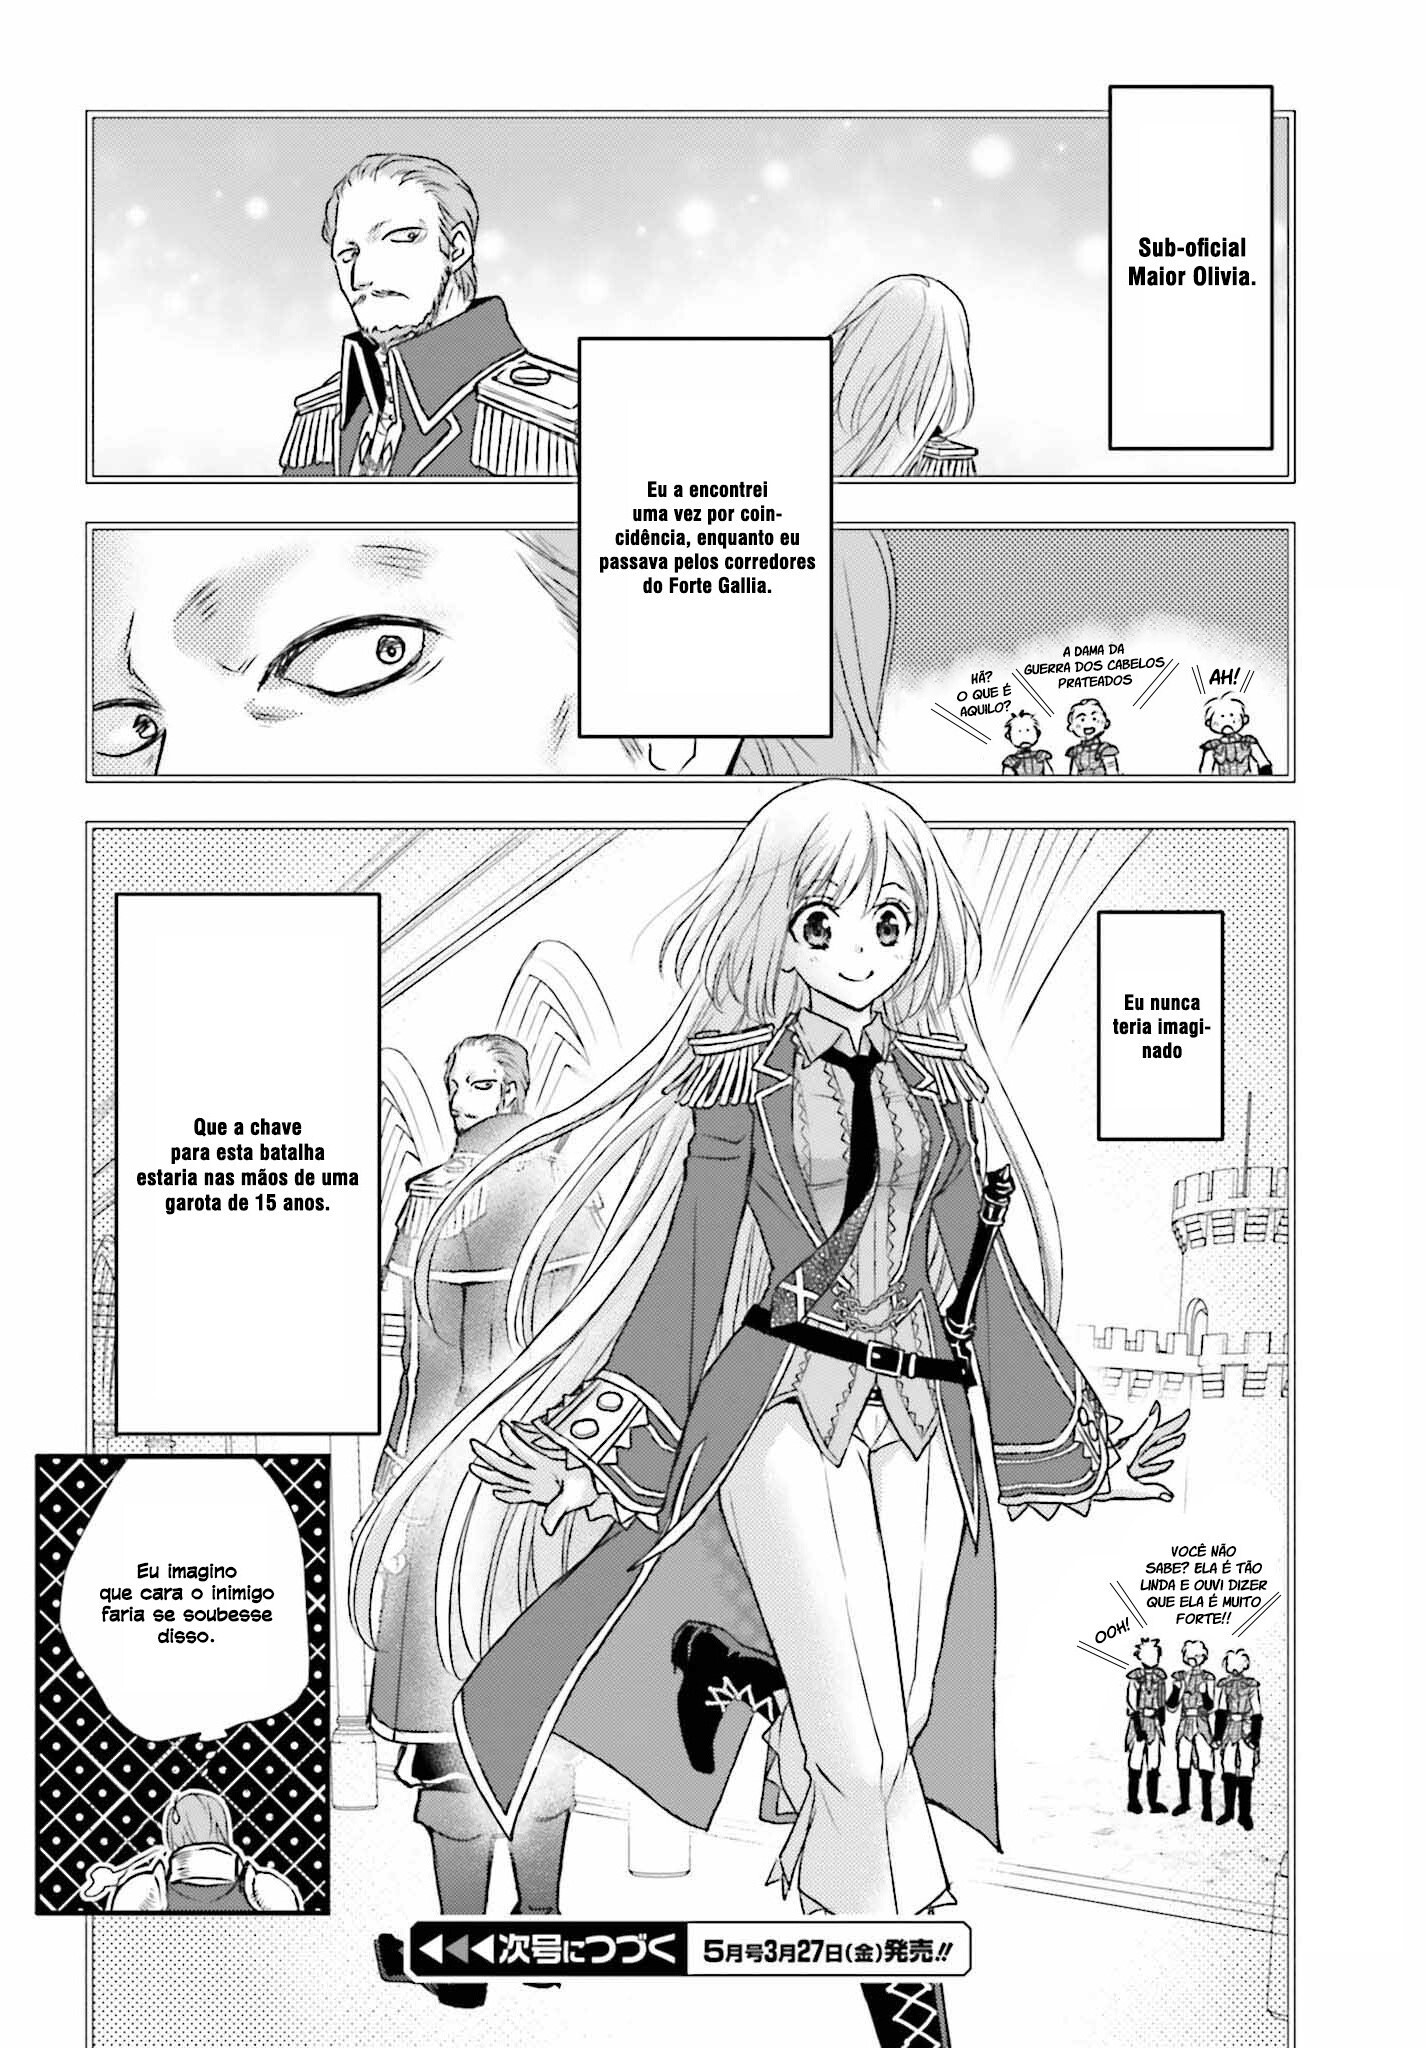 Sub-oficial
Maior Olivia.
Eu a encontrei
uma vez por coin-
cidência, enquanto eu
passava pelos corredores
do Forte Gallia.
AH!
A DAMA DA
GUERRA DOS CABELOS
PRATEADOS
HÃ?
O QUE É
AQUILO?
Eu nunca
teria imagi-
nado
Que a chave
para esta batalha
estaria nas mãos de uma
garota de 15 anos.
VOCÊ NÃO
SABE? ELA É TÃO
LINDA E OUVI DIZER
QUE ELA É MUITO
FORTE!!
OOH!
Eu imagino
que cara o inimigo
faria se soubesse
disso.
次号につづく 5月号3月27日(金)発売!!